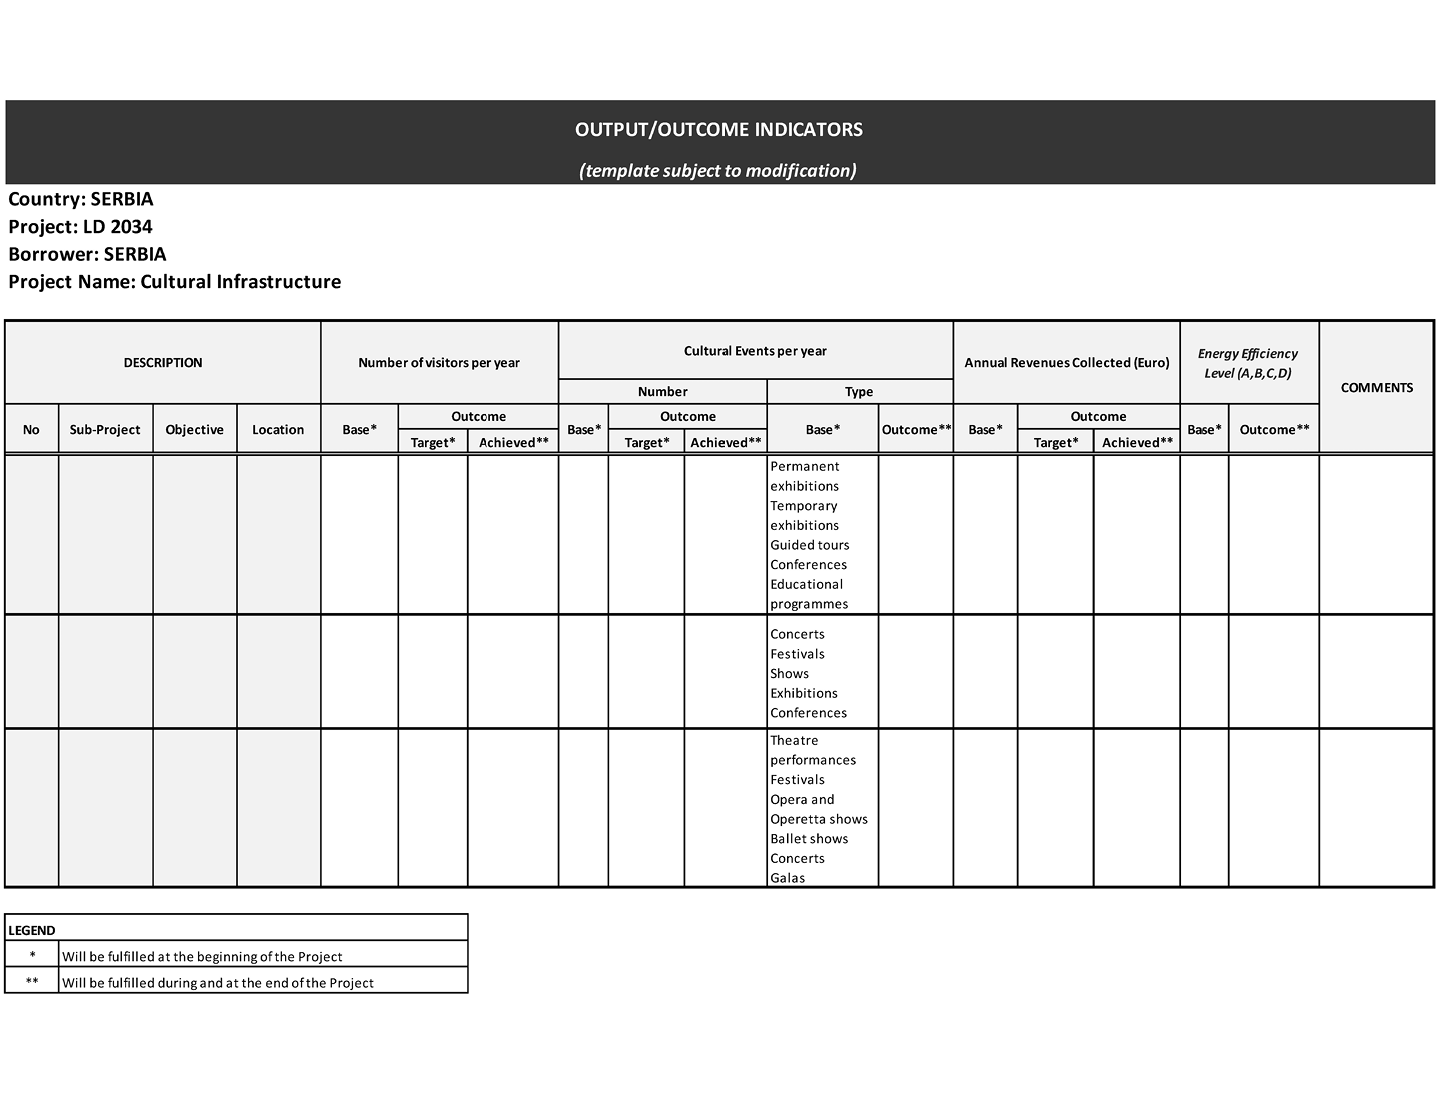 OUTPUT/OUTCOME INDICATORS
(template subject to modification)
Country: SERBIA
Project: LD 2034
Borrower: SERBIA
Project Name: Cultural Infrastructure
DESCRIPTION
Number of visitors per year
Cultural Events per year
Annual Revenues Collected (Euro)
Energy Efficiency
Level (A,B,C,D)
COMMENTS
Number
Type
No
Sub-Project
Objective
Location
Base*
Outcome
Target*
Achieved**
Base*
Outcome
Target*
Achieved**
Base*
Outcome**
Base*
Outcome
Target*
Achieved**
Base*
Outcome**
Permanent
exhibitions
Temporary
exhibitions
Guided tours
Conferences
Educational
programmes
Concerts
Festivals
Shows
Exhibitions
Conferences
Theatre
performances
Festivals
Opera and
Operetta shows
Ballet shows
Concerts
Galas
LEGEND
* Will be fulfilled at the beginning of the Project
** Will be fulfilled during and at the end of the Project